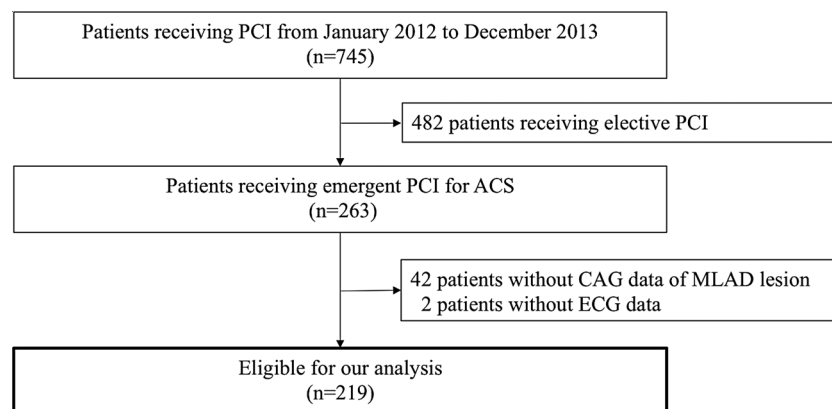 Patients receiving PCI from January 2012 to December 2013
(n=745)
482 patients receiving elective PCI
Patients receiving emergent PCI for ACS
(n=263)
42 patients without CAG data of MLAD lesion
2 patients without ECG data
Eligible for our analysis
(n=219)